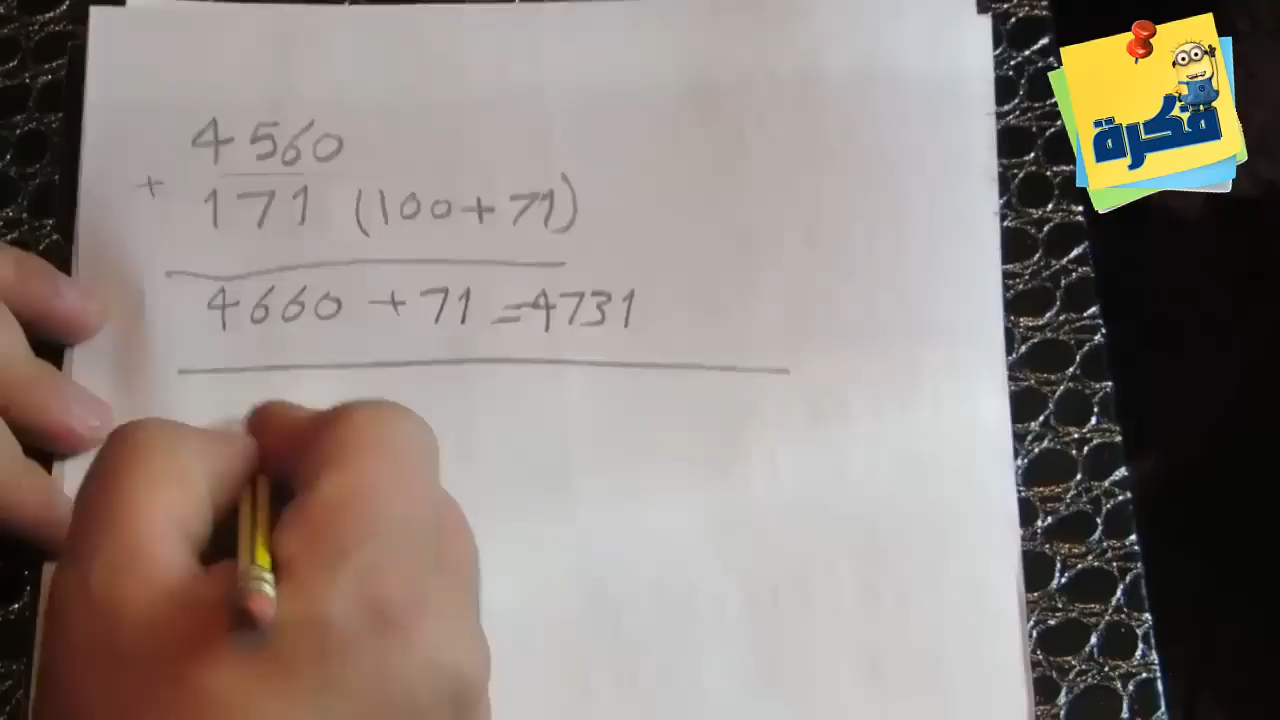 4560
+ 171 (100+71)
4660 + 71 = 4731
فكرة